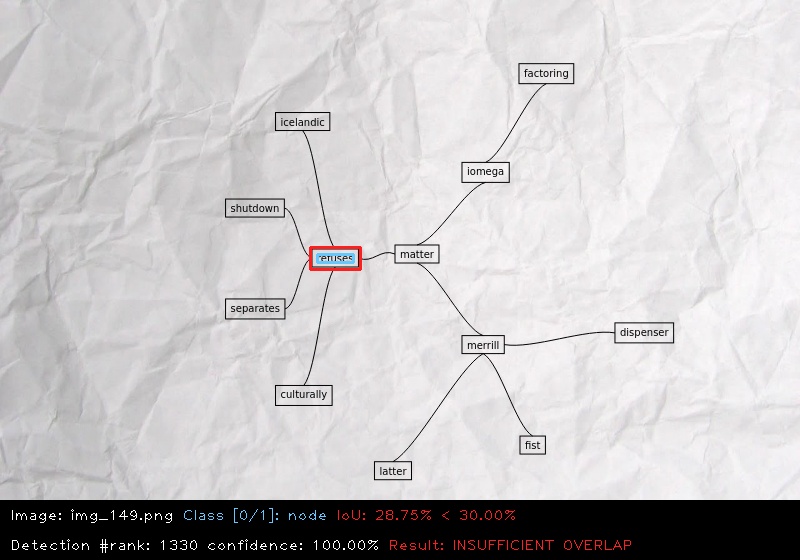 factoring
icelandic
iomega
shutdown
refuses
matter
separates
dispenser
merrill
culturally
fist
latter
Image: img_149.png Class [0/1]: node IoU: 28.75% < 30.00%
Detection #rank: 1330 confidence: 100.00% Result: INSUFFICIENT OVERLAP